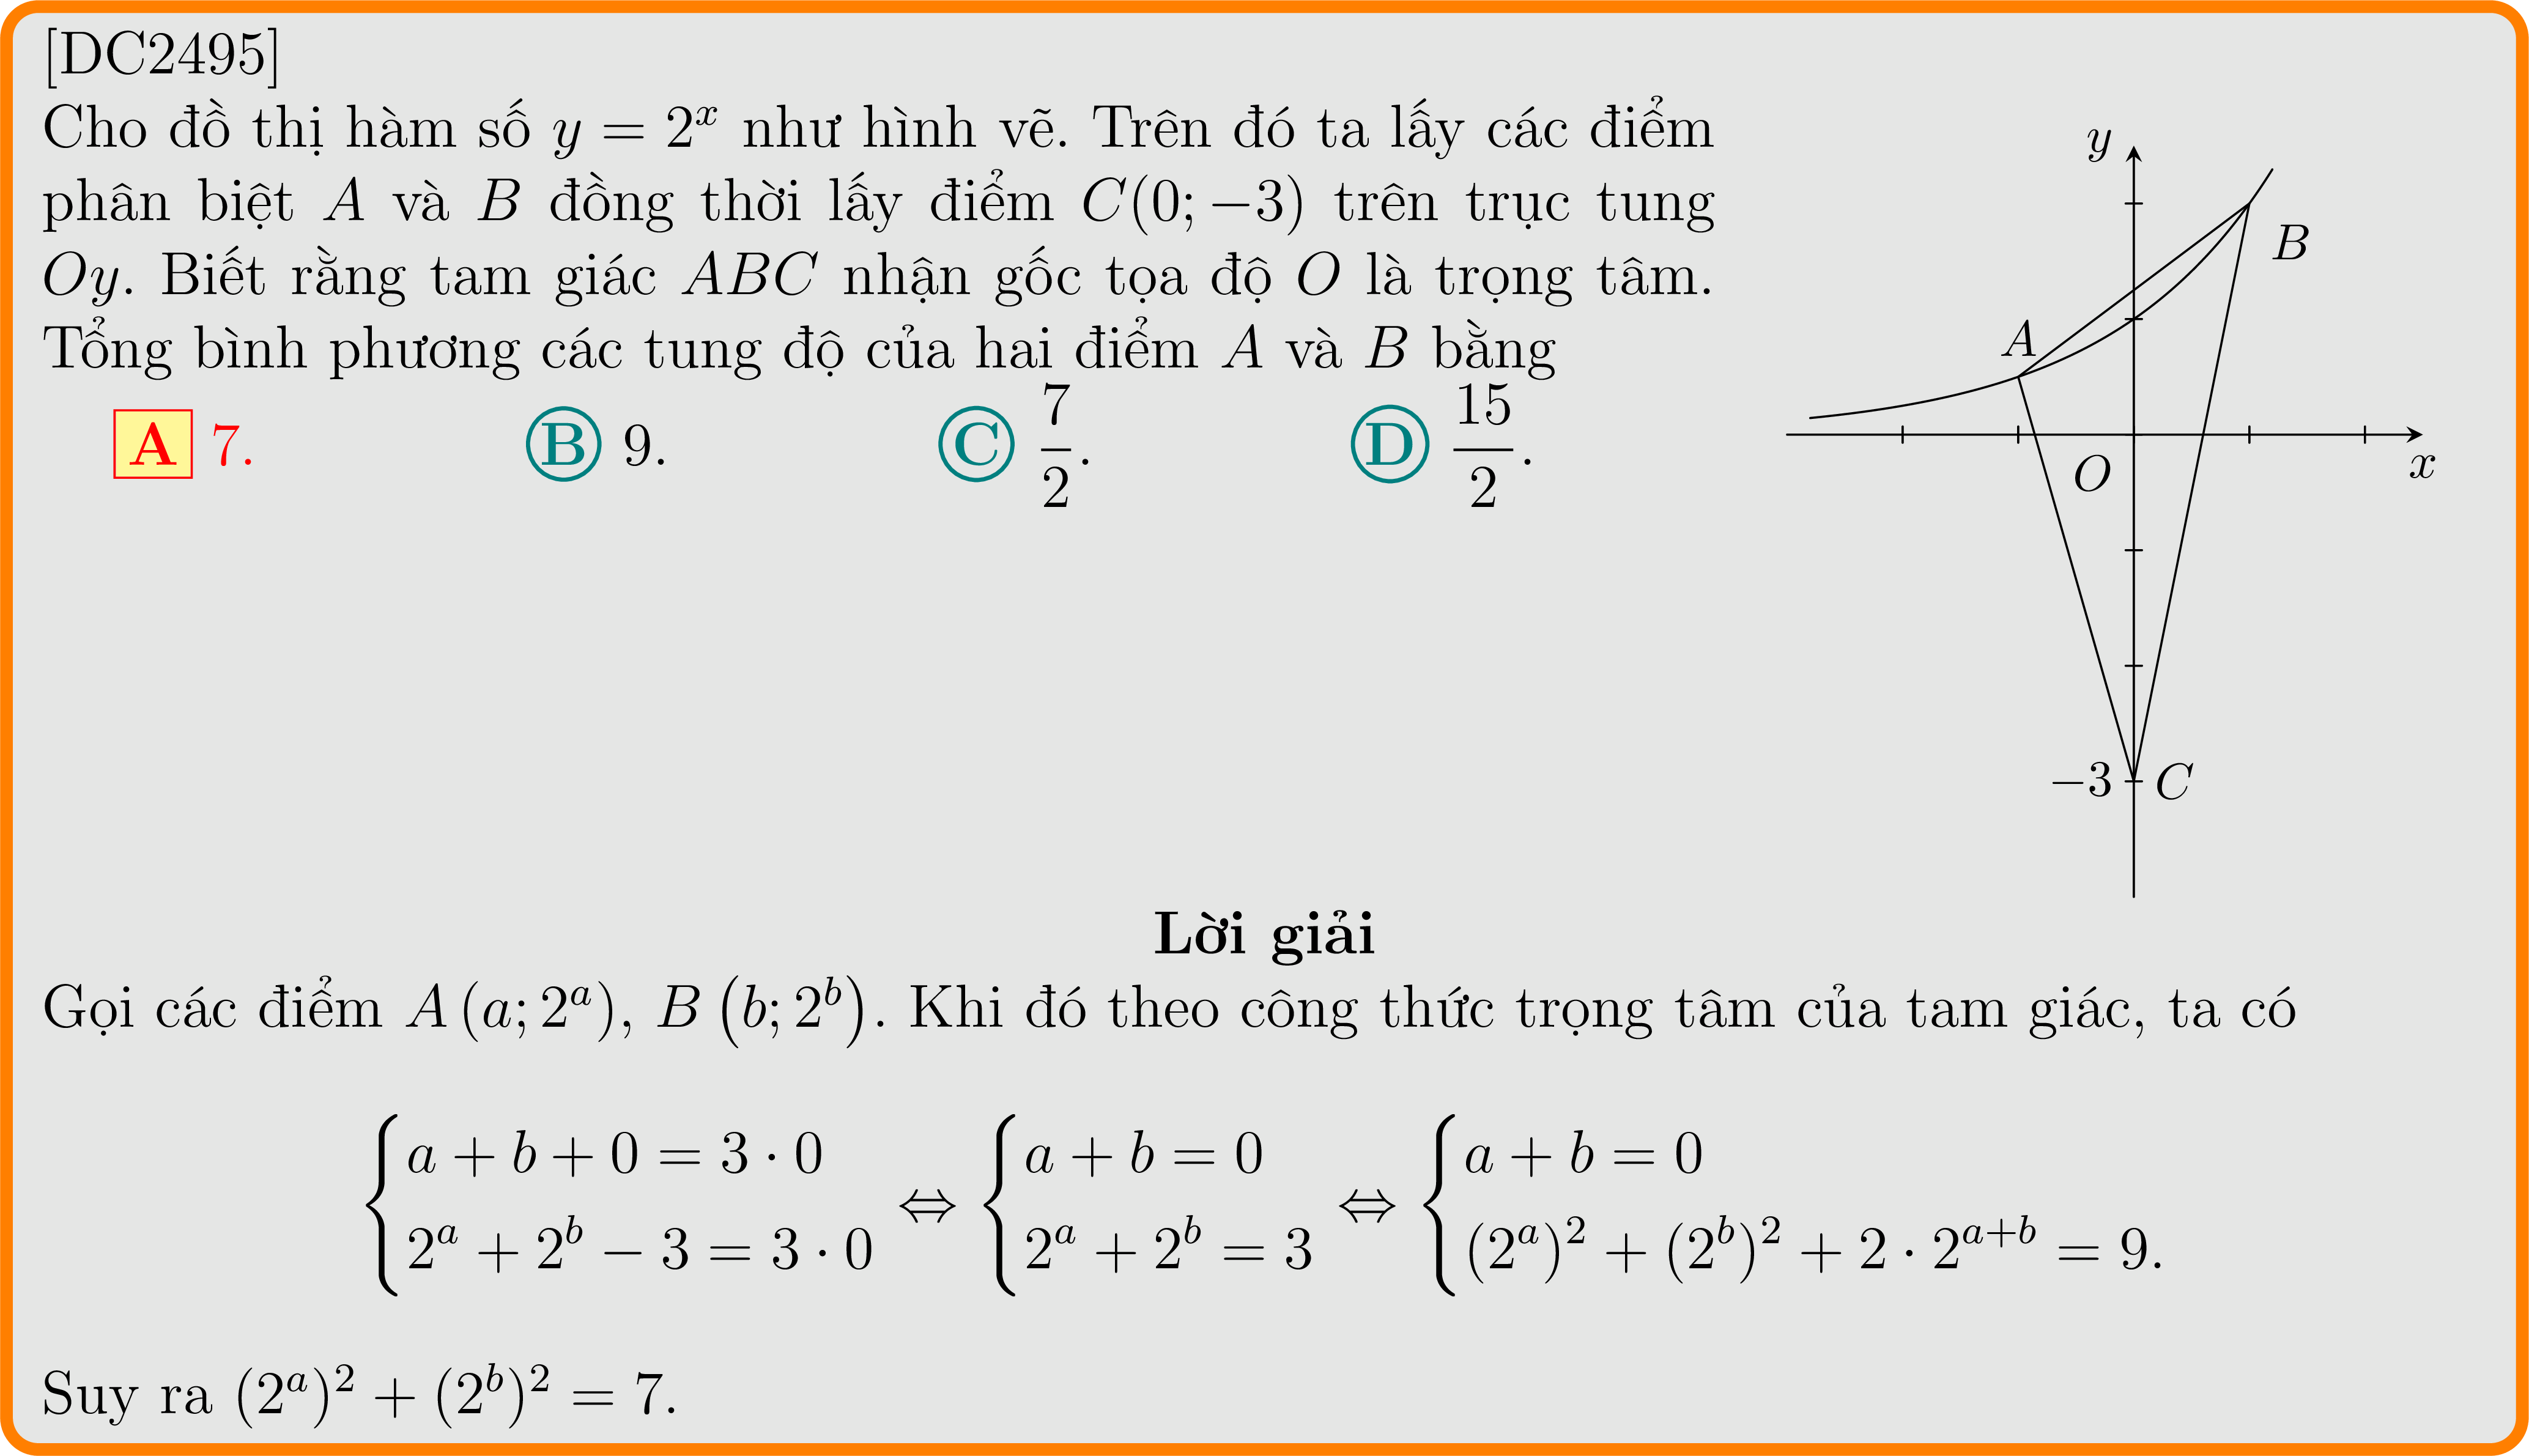 [DC2495]
Cho đồ thị hàm số $y = 2^x$ như hình vẽ. Trên đó ta lấy các điểm
phân biệt $A$ và $B$ đồng thời lấy điểm $C(0; -3)$ trên trục tung
$Oy$. Biết rằng tam giác $ABC$ nhận gốc tọa độ $O$ là trọng tâm.
Tổng bình phương các tung độ của hai điểm $A$ và $B$ bằng
A 7. B 9. C $\frac{7}{2}$. D $\frac{15}{2}$.
y
B
A
O
x
−3 C
Lời giải
Gọi các điểm $A\,(a; 2^a)$, $B\,\left(b; 2^b\right)$. Khi đó theo công thức trọng tâm của tam giác, ta có
$\begin{cases} a + b + 0 = 3 \cdot 0 \\ 2^a + 2^b - 3 = 3 \cdot 0 \end{cases} \Leftrightarrow \begin{cases} a + b = 0 \\ 2^a + 2^b = 3 \end{cases} \Leftrightarrow \begin{cases} a + b = 0 \\ (2^a)^2 + (2^b)^2 + 2 \cdot 2^{a+b} = 9. \end{cases}$
Suy ra $(2^a)^2 + (2^b)^2 = 7$.